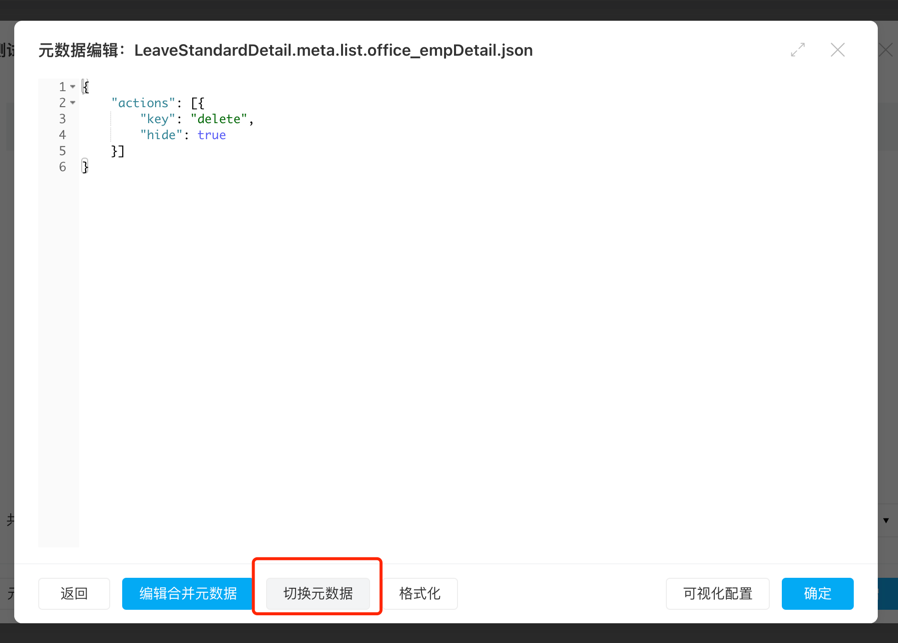 元数据编辑：LeaveStandardDetail.meta.list.office_empDetail.json
1 {
2 "actions": [{
3 "key": "delete",
4 "hide": true
5 }]
6 }
共
元
返回 编辑合并元数据 切换元数据 格式化 可视化配置 确定